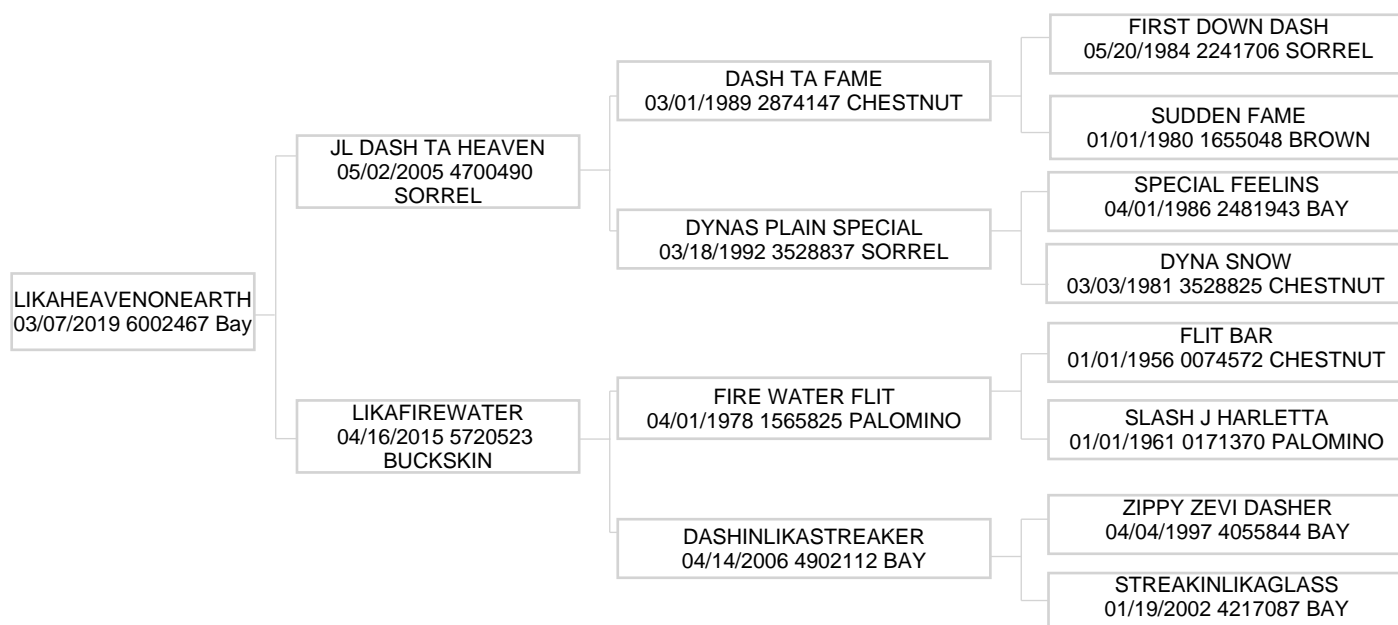 FIRST DOWN DASH
05/20/1984 2241706 SORREL
DASH TA FAME
03/01/1989 2874147 CHESTNUT
SUDDEN FAME
01/01/1980 1655048 BROWN
JL DASH TA HEAVEN
05/02/2005 4700490
SORREL
SPECIAL FEELINS
04/01/1986 2481943 BAY
DYNAS PLAIN SPECIAL
03/18/1992 3528837 SORREL
DYNA SNOW
03/03/1981 3528825 CHESTNUT
LIKAHEAVENONEARTH
03/07/2019 6002467 Bay
FLIT BAR
01/01/1956 0074572 CHESTNUT
FIRE WATER FLIT
04/01/1978 1565825 PALOMINO
SLASH J HARLETTA
01/01/1961 0171370 PALOMINO
LIKAFIREWATER
04/16/2015 5720523
BUCKSKIN
ZIPPY ZEVI DASHER
04/04/1997 4055844 BAY
DASHINLIKASTREAKER
04/14/2006 4902112 BAY
STREAKINLIKAGLASS
01/19/2002 4217087 BAY